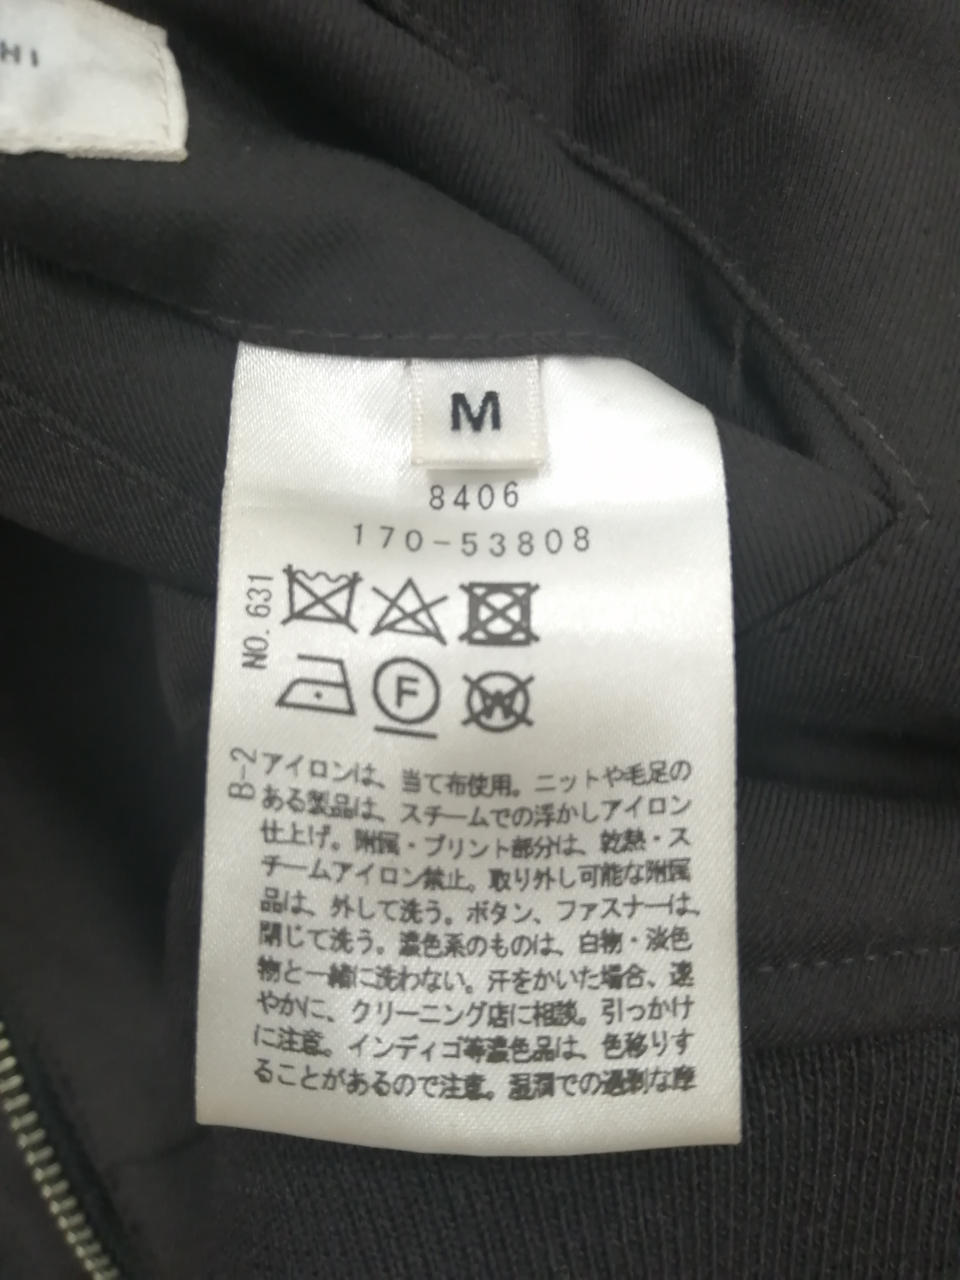 HI
M
8406
170-53808
NO. 631
F
W
B-2
アイロンは、当て布使用。ニットや毛足の
ある製品は、スチームでの浮かしアイロン
仕上げ。附属・プリント部分は、乾熱・ス
チームアイロン禁止。取り外し可能な附属
品は、外して洗う。ボタン、ファスナーは、
閉じて洗う。濃色系のものは、白物・淡色
物と一緒に洗わない。汗をかいた場合、速
やかに、クリーニング店に相談。引っかけ
に注意。インディゴ等濃色品は、色移りす
ることがあるので注意。湿潤での過剰な摩